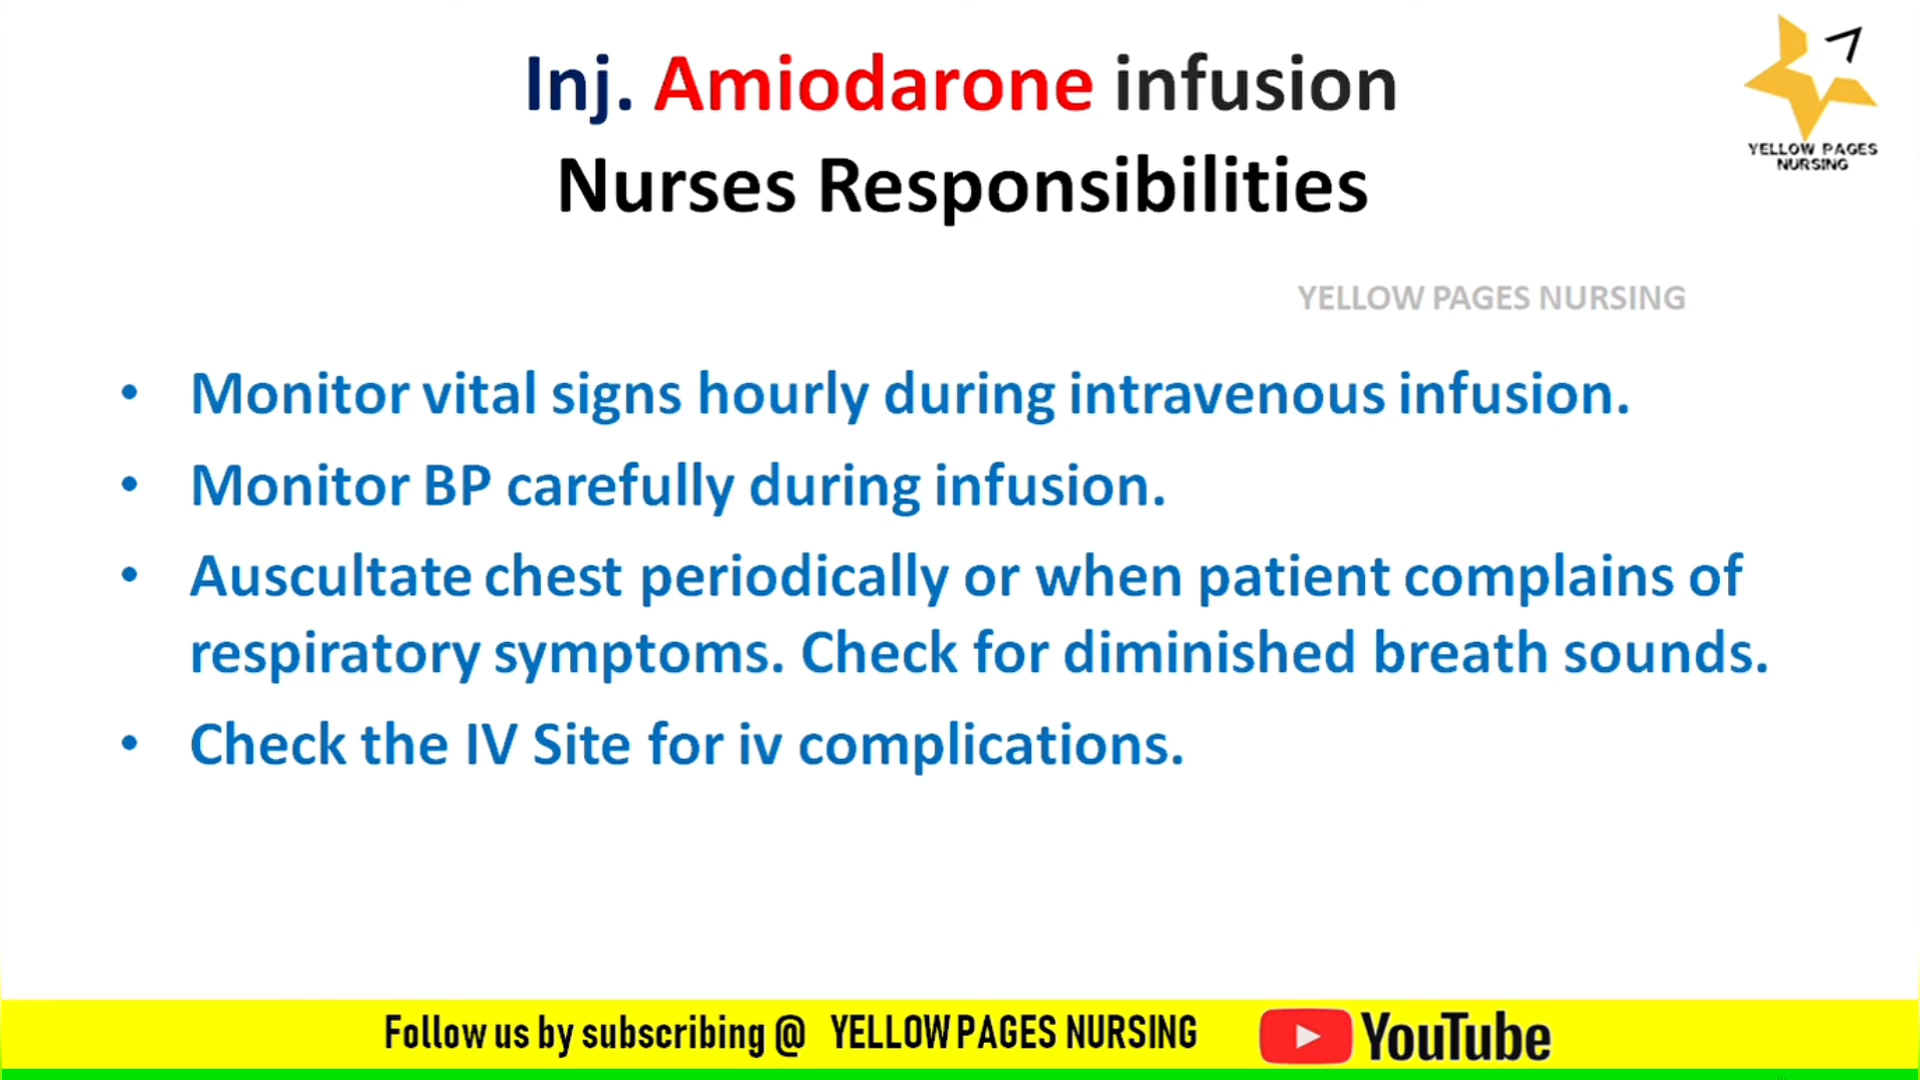 Inj. Amiodarone infusion
Nurses Responsibilities
YELLOW PAGES
NURSING
YELLOW PAGES NURSING
• Monitor vital signs hourly during intravenous infusion.
• Monitor BP carefully during infusion.
• Auscultate chest periodically or when patient complains of
respiratory symptoms. Check for diminished breath sounds.
• Check the IV Site for iv complications.
Follow us by subscribing @ YELLOW PAGES NURSING YouTube